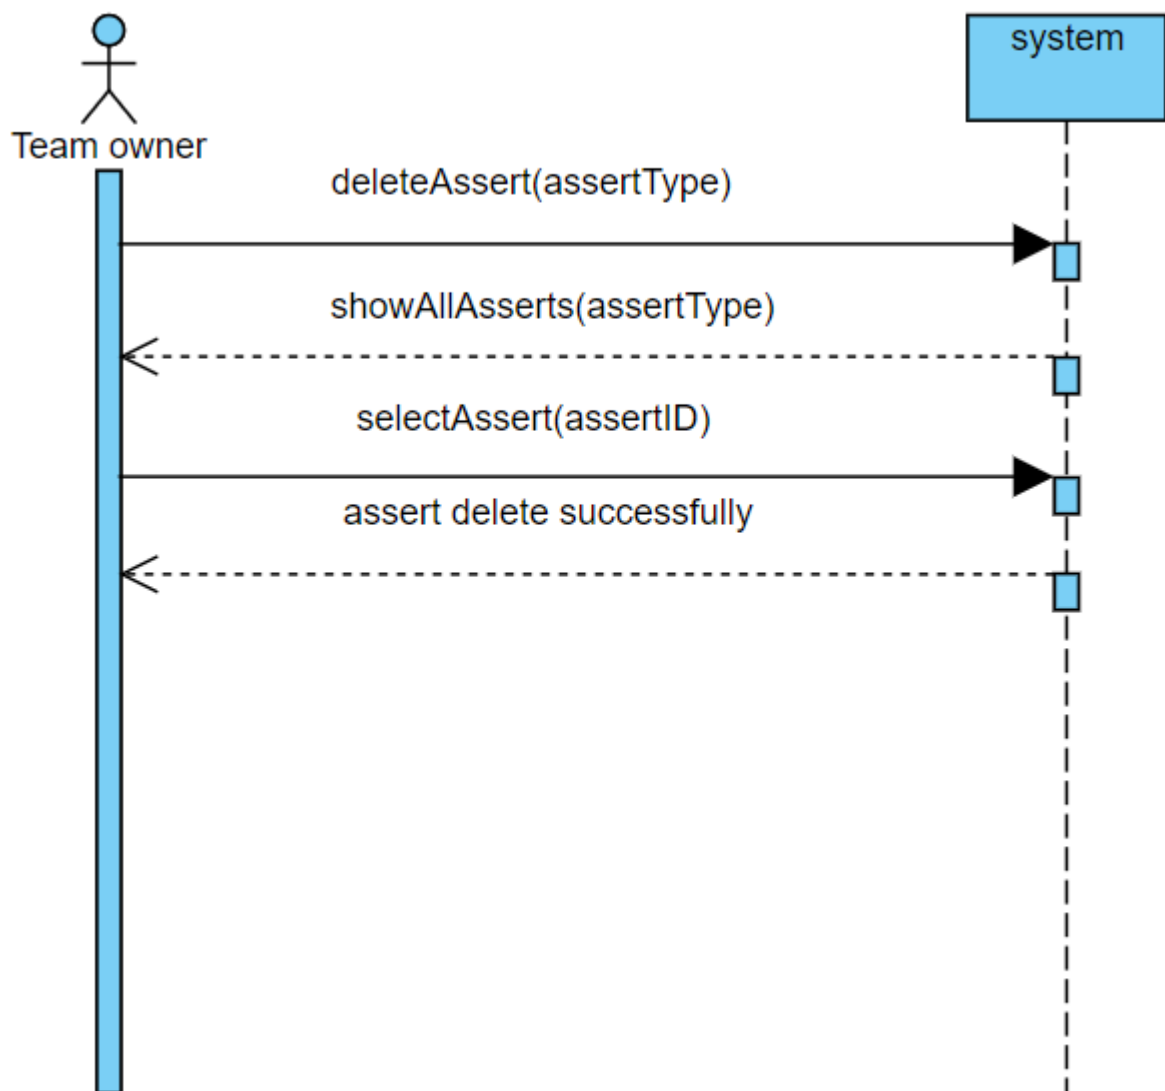 system
Team owner
deleteAssert(assertType)
showAllAsserts(assertType)
selectAssert(assertID)
assert delete successfully